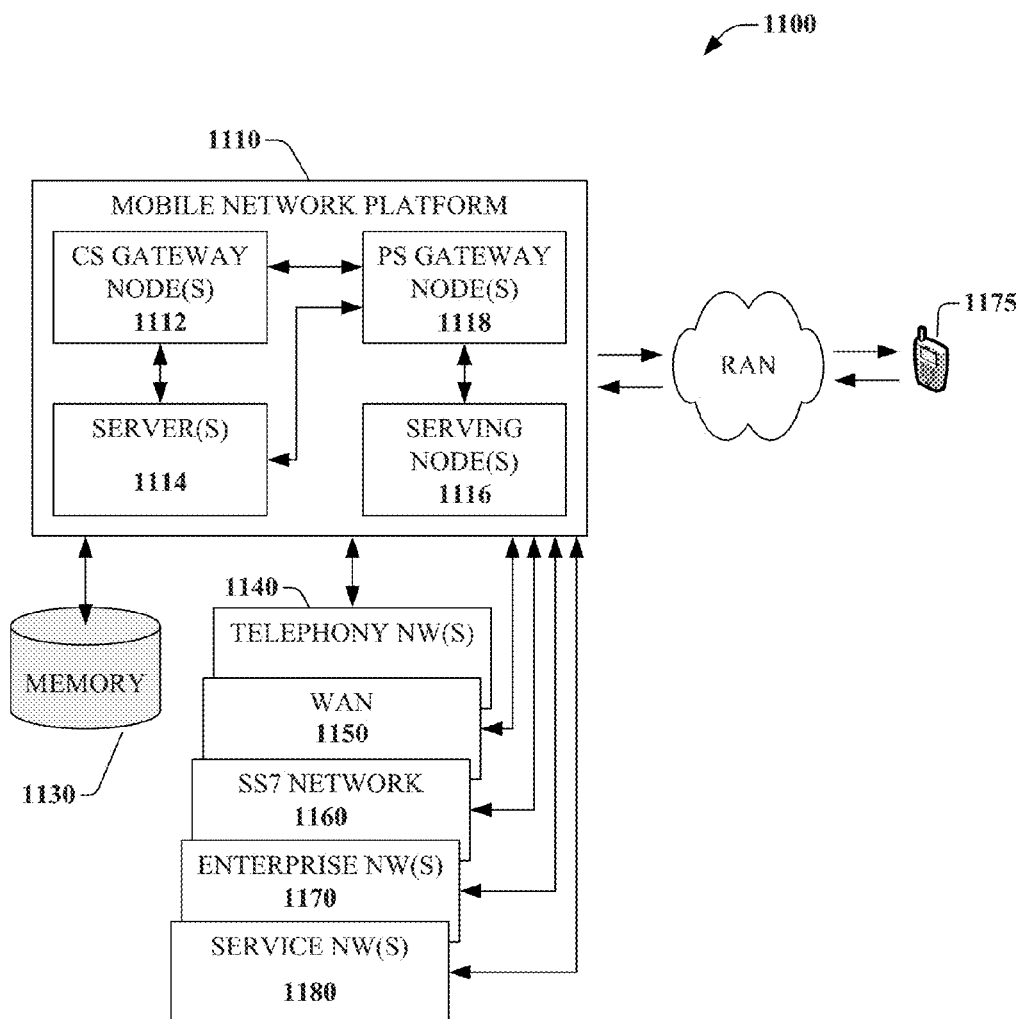 1100
1110
MOBILE NETWORK PLATFORM
CS GATEWAY
NODE(S)
1112
PS GATEWAY
NODE(S)
1118
SERVER(S)
1114
SERVING
NODE(S)
1116
RAN
1175
MEMORY
1130
1140
TELEPHONY NW(S)
WAN
1150
SS7 NETWORK
1160
ENTERPRISE NW(S)
1170
SERVICE NW(S)
1180